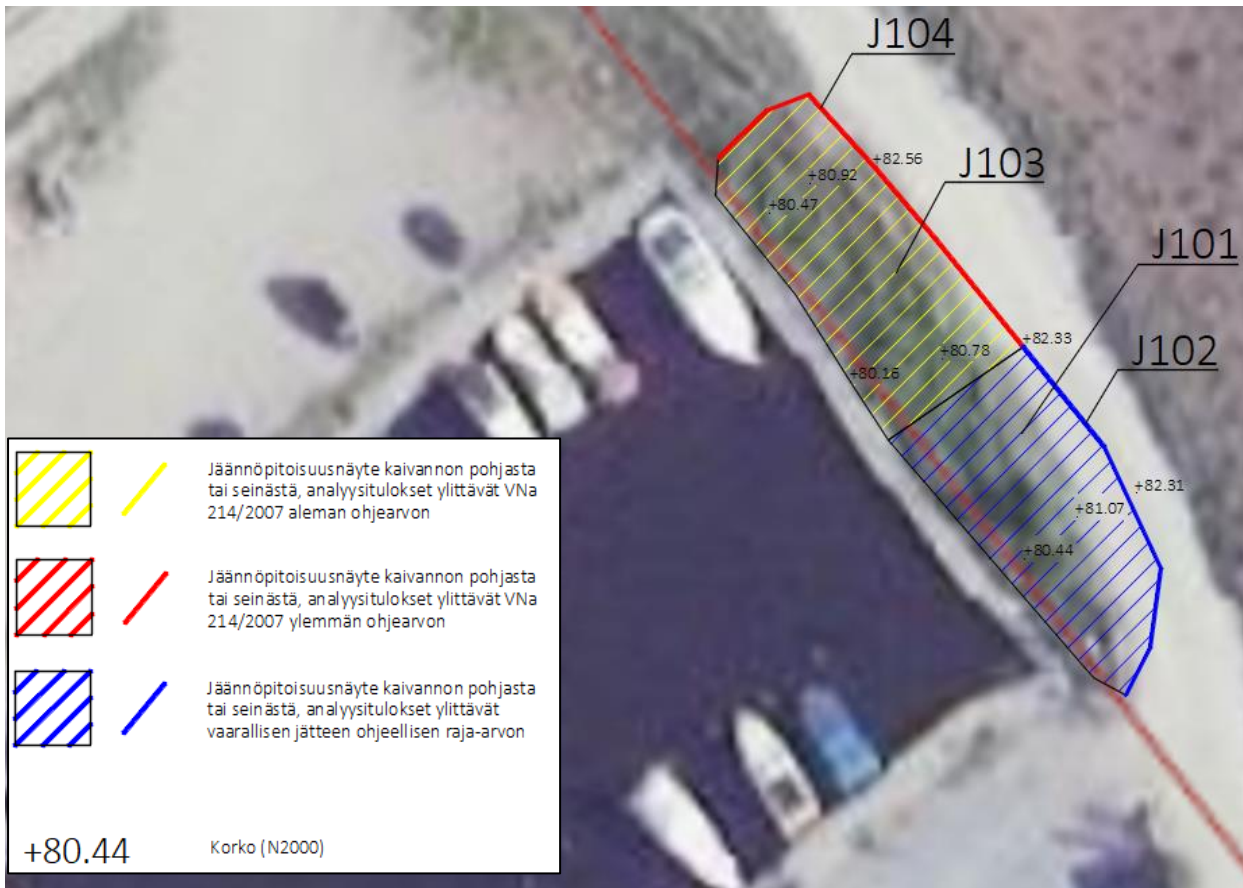 J104
+82.56
J103
+80.92
+80.47
J101
+82.33
+80.78
J102
+80.16
+82.31
+81.07
+80.44
Jäännöpitoisuusnäyte kaivannon pohjasta
tai seinästä, analyysitulokset ylittävät VNa
214/2007 aleman ohjearvon
Jäännöpitoisuusnäyte kaivannon pohjasta
tai seinästä, analyysitulokset ylittävät VNa
214/2007 ylemmän ohjearvon
Jäännöpitoisuusnäyte kaivannon pohjasta
tai seinästä, analyysitulokset ylittävät
vaarallisen jätteen ohjeellisen raja-arvon
+80.44 Korko (N2000)